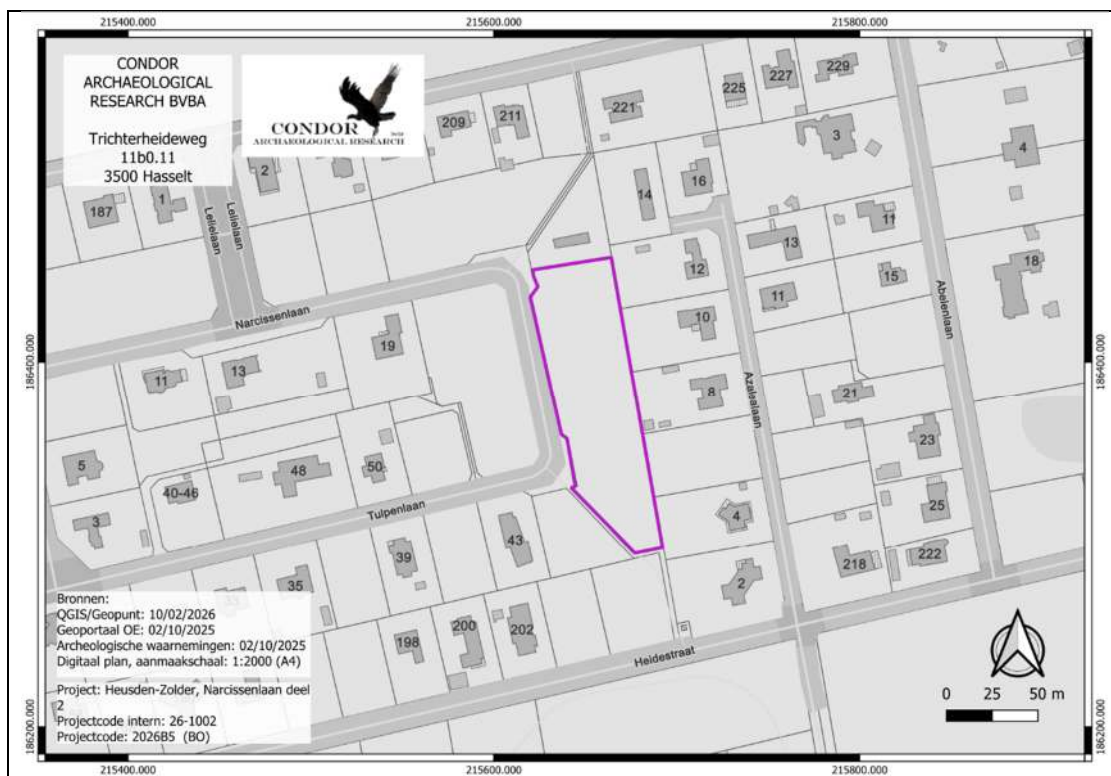 215400.000
215600.000
215800.000
CONDOR
ARCHAEOLOGICAL
RESEARCH BVBA
Trichterheideweg
11b0.11
3500 Hasselt
CONDOR
ARCHAEOLOGICAL RESEARCH
186400.000
186400.000
186200.000
186200.000
187
1
2
209
211
221
225
227
229
3
4
14
16
11
13
18
12
11
15
10
8
21
23
25
4
222
218
2
Lelielaan
Lelielaan
Narcissenlaan
19
11
13
5
3
40-46
48
50
Tulpenlaan
39
43
35
33
198
200
202
Azalealaan
Abelenlaan
Heidestraat
Bronnen:
QGIS/Geopunt: 10/02/2026
Geoportaal OE: 02/10/2025
Archeologische waarnemingen: 02/10/2025
Digitaal plan, aanmaakschaal: 1:2000 (A4)
Project: Heusden-Zolder, Narcissenlaan deel
2
Projectcode intern: 26-1002
Projectcode: 2026B5 (BO)
0 25 50 m
215400.000
215600.000
215800.000